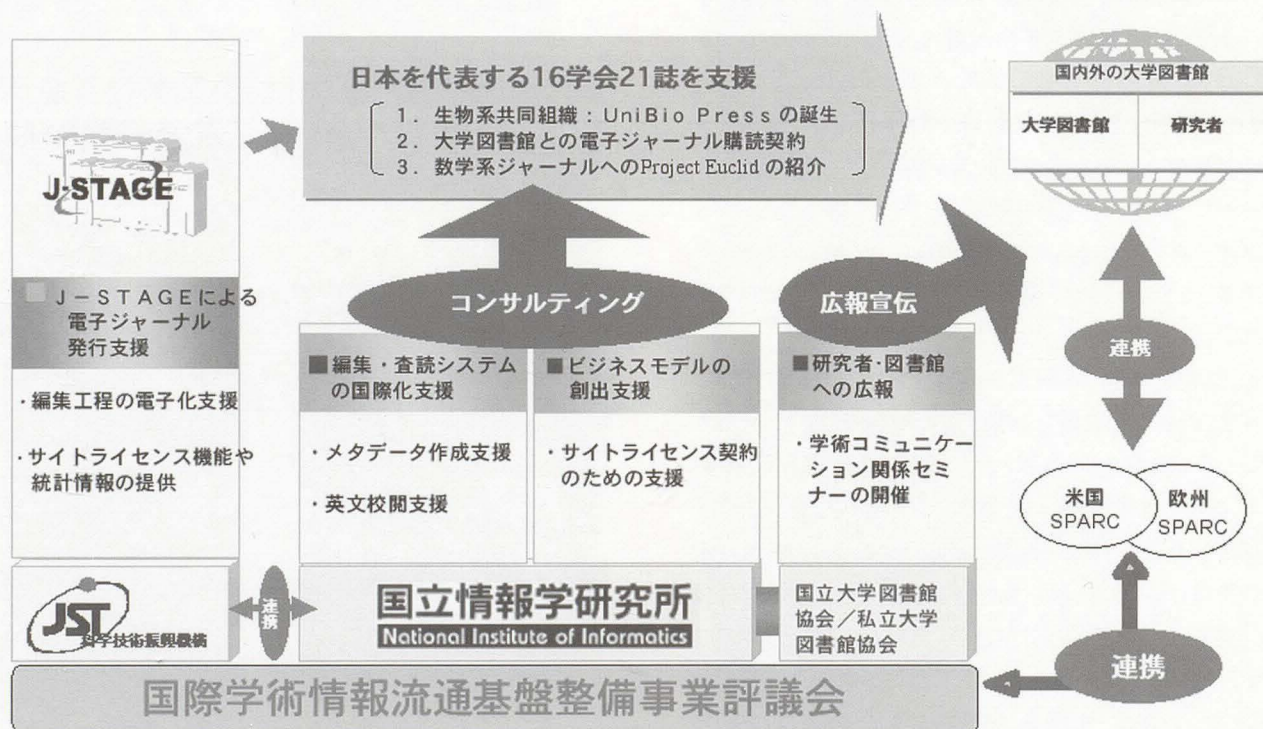 日本を代表する16学会21誌を支援
1. 生物系共同組織：UniBio Press の誕生
2. 大学図書館との電子ジャーナル購読契約
3. 数学系ジャーナルへのProject Euclid の紹介
国内外の大学図書館
大学図書館
研究者
J-STAGE
■ J－STAGEによる
電子ジャーナル
発行支援
・編集工程の電子化支援
・サイトライセンス機能や
統計情報の提供
コンサルティング
■編集・査読システム
の国際化支援
・メタデータ作成支援
・英文校閲支援
■ビジネスモデルの
創出支援
・サイトライセンス契約
のための支援
広報宣伝
■研究者・図書館
への広報
・学術コミュニケー
ション関係セミ
ナーの開催
連携
米国
SPARC
欧州
SPARC
JST
科学技術振興機構
連携
国立情報学研究所
National Institute of Informatics
国立大学図書館
協会／私立大学
図書館協会
連携
国際学術情報流通基盤整備事業評議会